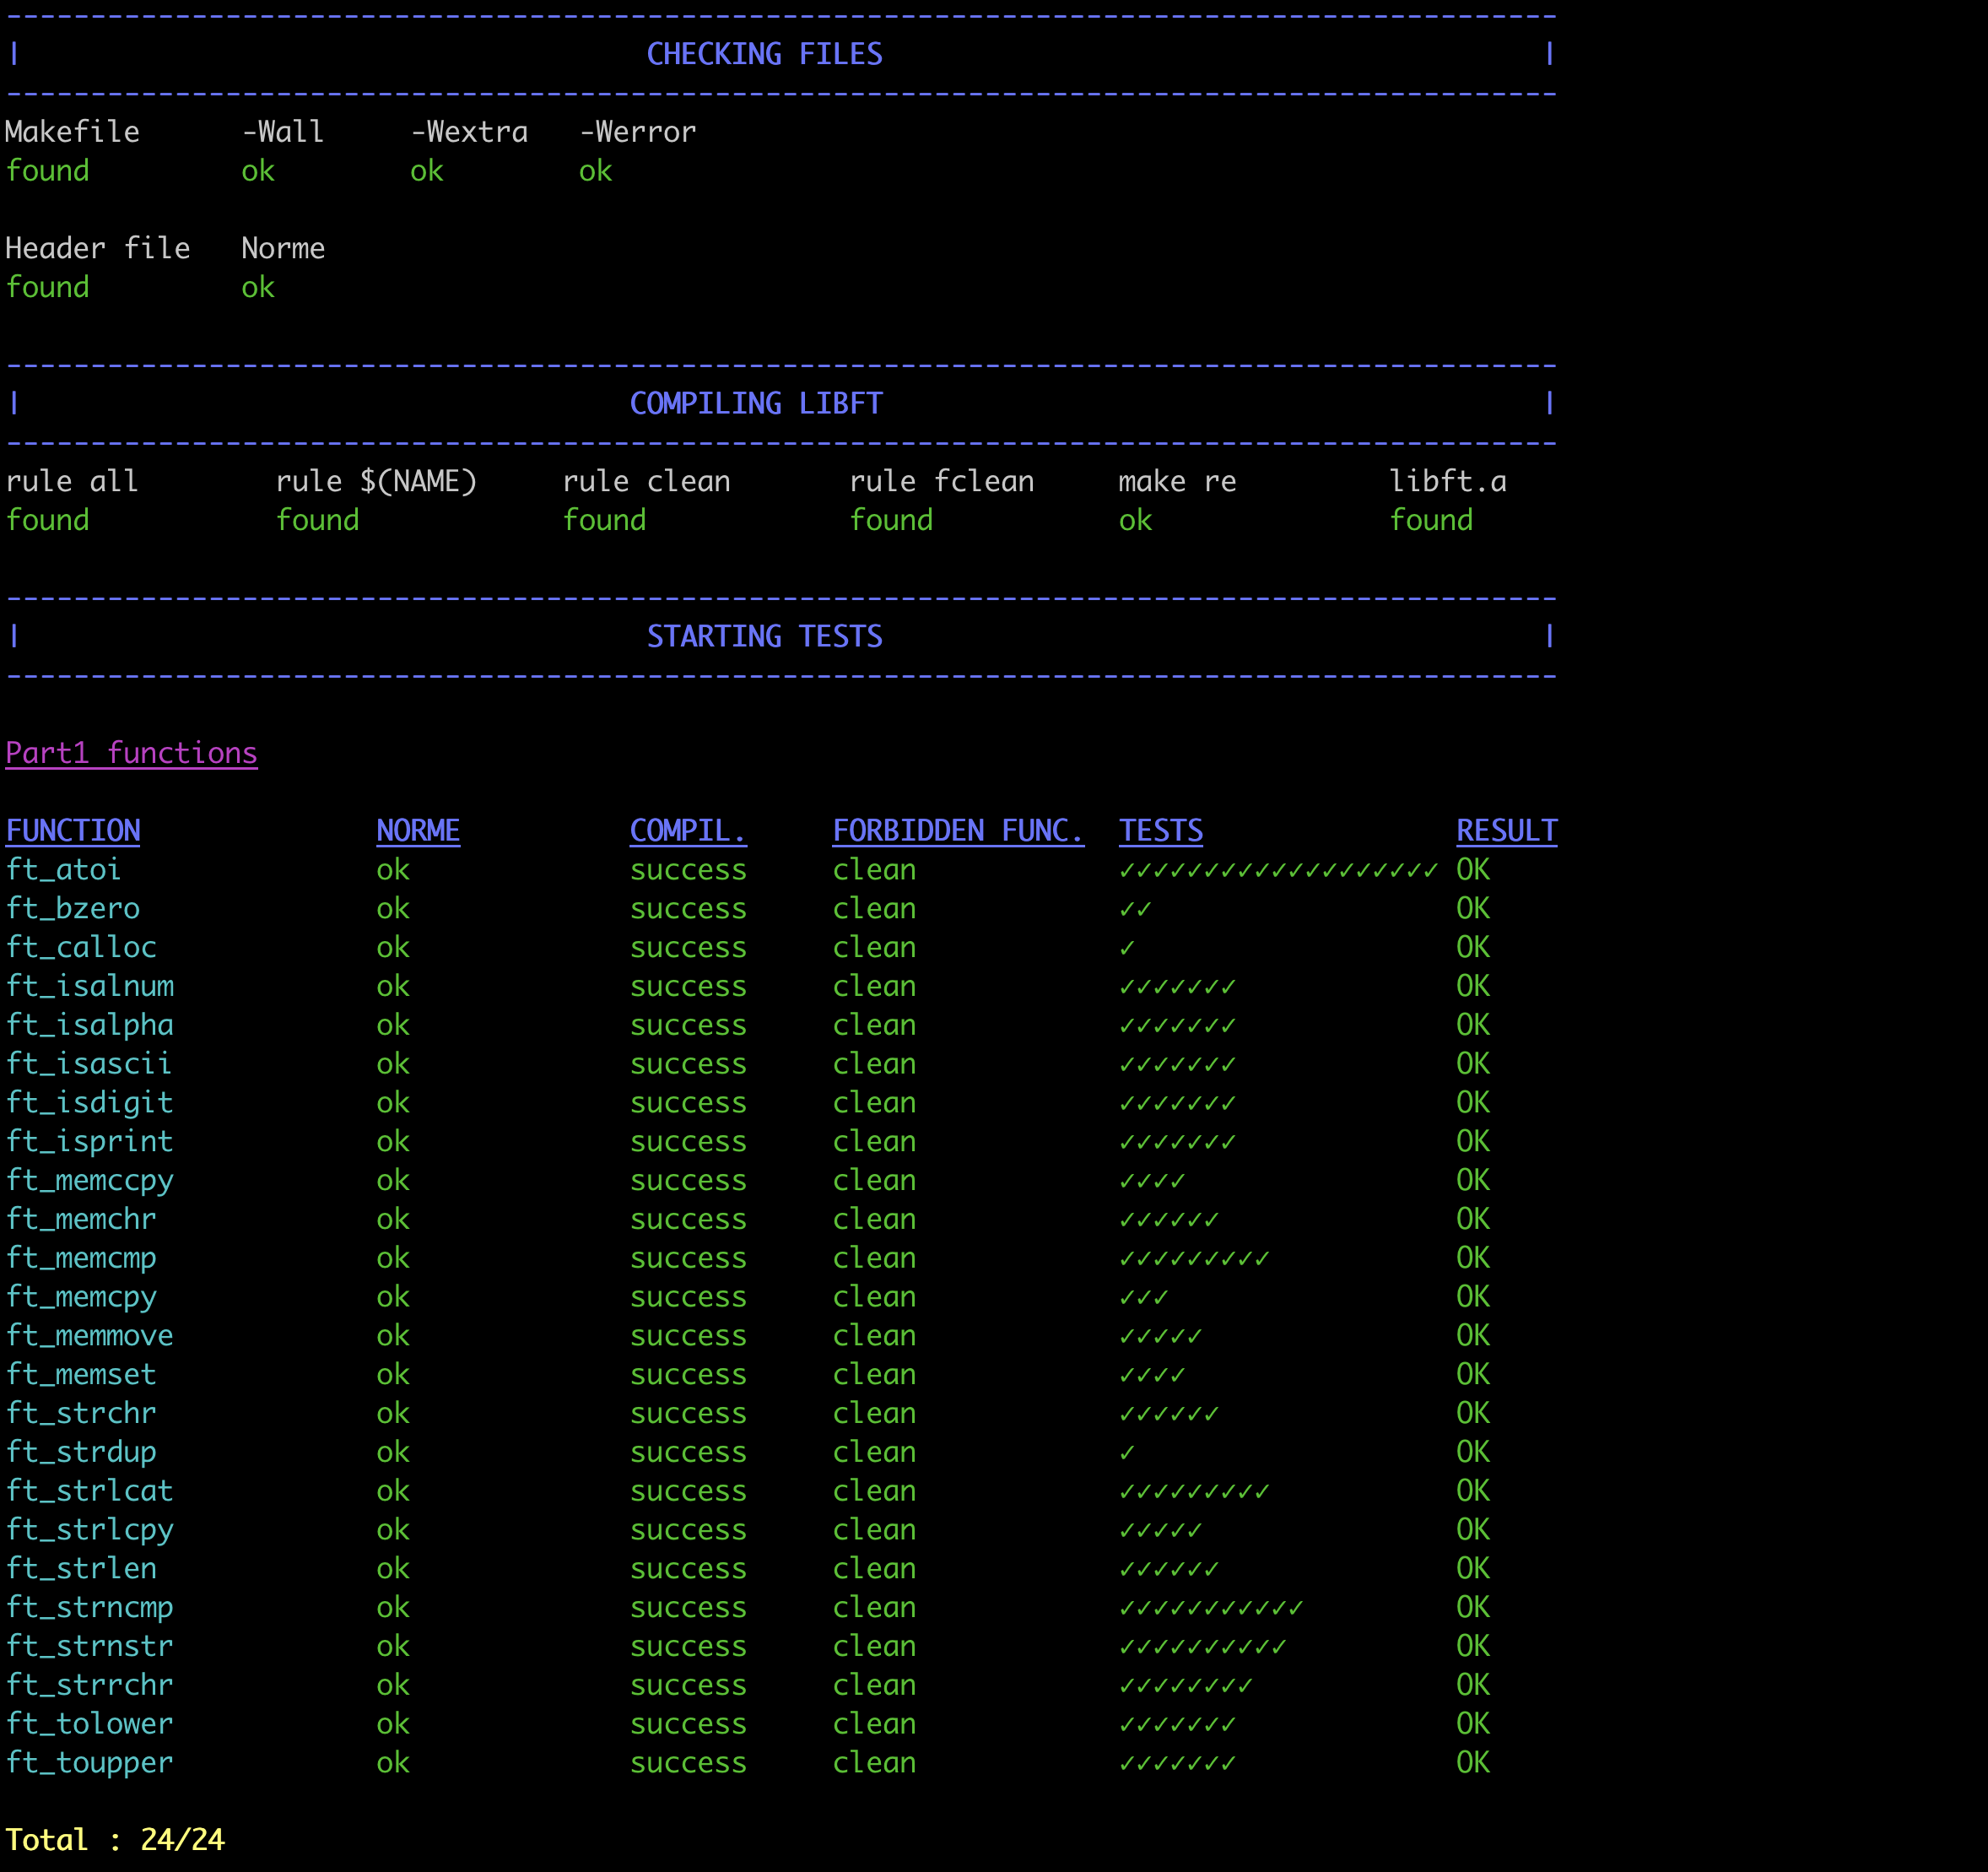 --------------------------------------------------------------------------------------------
| CHECKING FILES |
--------------------------------------------------------------------------------------------
Makefile -Wall -Wextra -Werror
found ok ok ok
Header file Norme
found ok
--------------------------------------------------------------------------------------------
| COMPILING LIBFT |
--------------------------------------------------------------------------------------------
rule all rule $(NAME) rule clean rule fclean make re libft.a
found found found found ok found
--------------------------------------------------------------------------------------------
| STARTING TESTS |
--------------------------------------------------------------------------------------------
Part1 functions
FUNCTION NORME COMPIL. FORBIDDEN FUNC. TESTS RESULT
ft_atoi ok success clean ✓✓✓✓✓✓✓✓✓✓✓✓✓✓✓✓✓✓✓ OK
ft_bzero ok success clean ✓✓ OK
ft_calloc ok success clean ✓ OK
ft_isalnum ok success clean ✓✓✓✓✓✓✓ OK
ft_isalpha ok success clean ✓✓✓✓✓✓✓ OK
ft_isascii ok success clean ✓✓✓✓✓✓✓ OK
ft_isdigit ok success clean ✓✓✓✓✓✓✓ OK
ft_isprint ok success clean ✓✓✓✓✓✓✓ OK
ft_memccpy ok success clean ✓✓✓✓ OK
ft_memchr ok success clean ✓✓✓✓✓✓ OK
ft_memcmp ok success clean ✓✓✓✓✓✓✓✓✓ OK
ft_memcpy ok success clean ✓✓✓ OK
ft_memmove ok success clean ✓✓✓✓✓ OK
ft_memset ok success clean ✓✓✓✓ OK
ft_strchr ok success clean ✓✓✓✓✓✓ OK
ft_strdup ok success clean ✓ OK
ft_strlcat ok success clean ✓✓✓✓✓✓✓✓✓ OK
ft_strlcpy ok success clean ✓✓✓✓✓ OK
ft_strlen ok success clean ✓✓✓✓✓✓ OK
ft_strncmp ok success clean ✓✓✓✓✓✓✓✓✓✓✓ OK
ft_strnstr ok success clean ✓✓✓✓✓✓✓✓✓✓ OK
ft_strrchr ok success clean ✓✓✓✓✓✓✓✓ OK
ft_tolower ok success clean ✓✓✓✓✓✓✓ OK
ft_toupper ok success clean ✓✓✓✓✓✓✓ OK
Total : 24/24